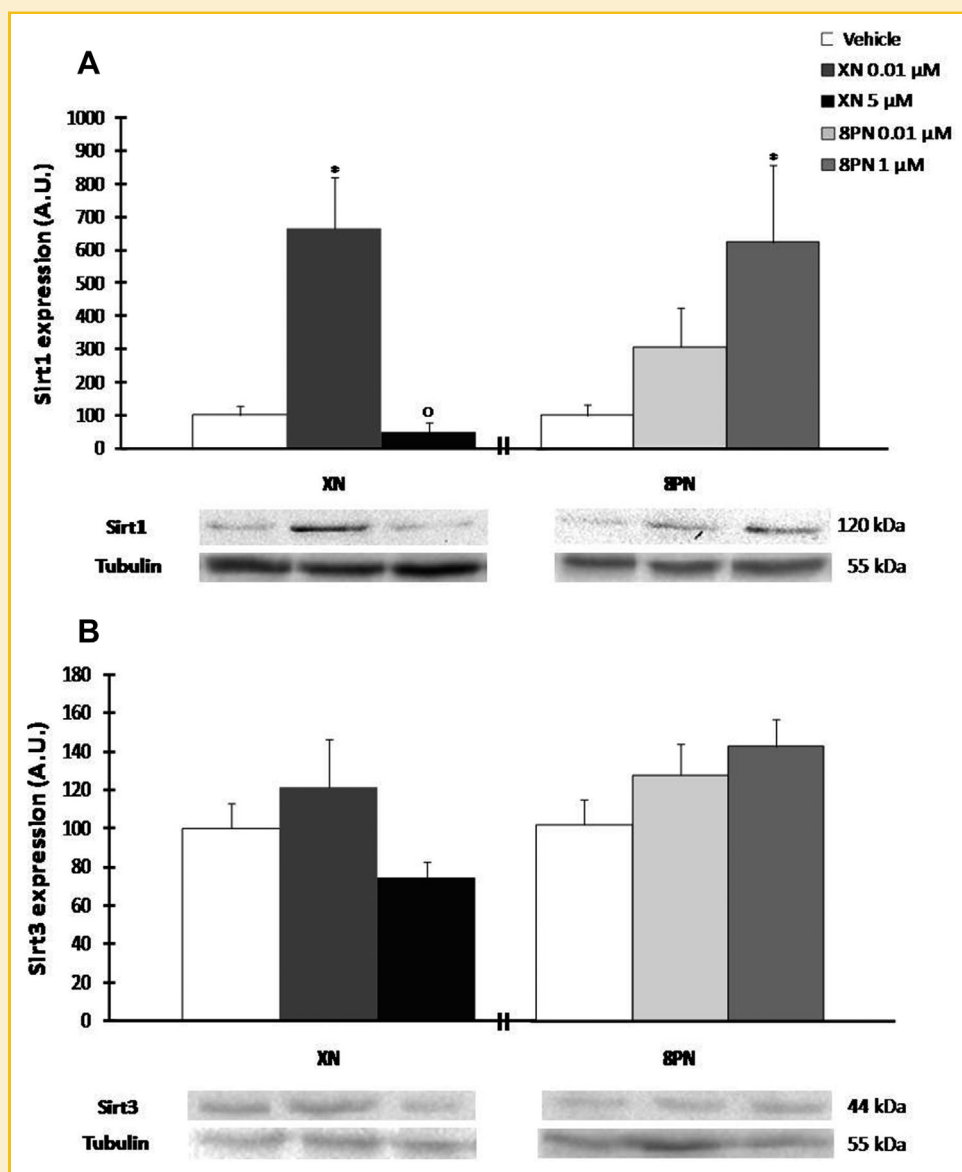 A
Vehicle
XN 0.01 µM
XN 5 µM
8PN 0.01 µM
8PN 1 µM
Sirt1 expression (A.U.)
1000
900
800
700
600
500
400
300
200
100
0
*
o
*
XN
8PN
Sirt1
120 kDa
Tubulin
55 kDa
B
Sirt3 expression (A.U.)
180
160
140
120
100
80
60
40
20
0
XN
8PN
Sirt3
44 kDa
Tubulin
55 kDa